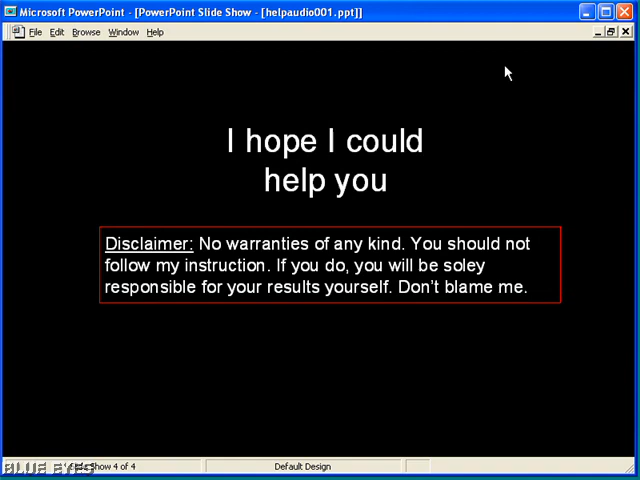 Microsoft PowerPoint - [PowerPoint Slide Show - [helpaudio001.ppt]]
File Edit Browse Window Help
I hope I could
help you
Disclaimer: No warranties of any kind. You should not
follow my instruction. If you do, you will be soley
responsible for your results yourself. Don't blame me.
BLUE EYES Slide Show 4 of 4 Default Design